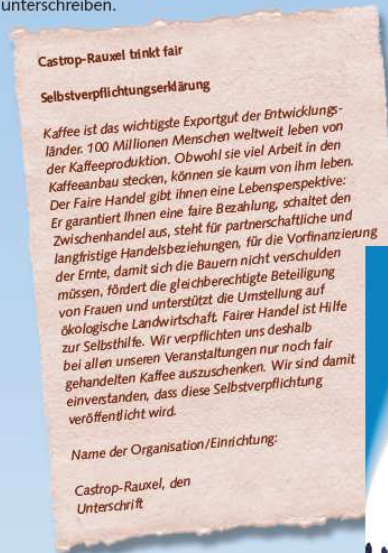 unterschreiben.
Castrop-Rauxel trinkt fair
Selbstverpflichtungserklärung
Kaffee ist das wichtigste Exportgut der Entwicklungs-
länder. 100 Millionen Menschen weltweit leben von
der Kaffeeproduktion. Obwohl sie viel Arbeit in den
Kaffeeanbau stecken, können sie kaum von ihm leben.
Der Faire Handel gibt ihnen eine Lebensperspektive:
Er garantiert Ihnen eine faire Bezahlung, schaltet den
Zwischenhandel aus, steht für partnerschaftliche und
langfristige Handelsbeziehungen, für die Vorfinanzierung
der Ernte, damit sich die Bauern nicht verschulden
müssen, fördert die gleichberechtigte Beteiligung
von Frauen und unterstützt die Umstellung auf
ökologische Landwirtschaft. Fairer Handel ist Hilfe
zur Selbsthilfe. Wir verpflichten uns deshalb
bei allen unseren Veranstaltungen nur noch fair
gehandelten Kaffee auszuschenken. Wir sind damit
einverstanden, dass diese Selbstverpflichtung
veröffentlicht wird.
Name der Organisation/Einrichtung:
Castrop-Rauxel, den
Unterschrift